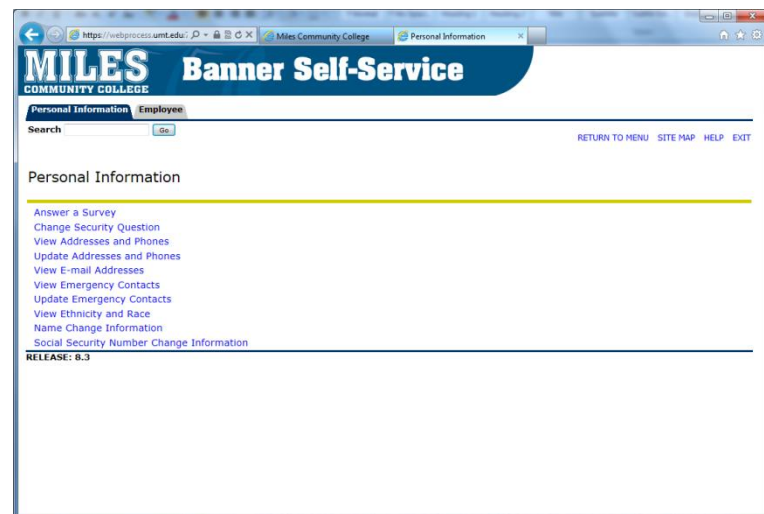 https://webprocess.umt.edu:
Miles Community College
Personal Information
MILES
COMMUNITY COLLEGE
Banner Self-Service
Personal Information Employee
Search Go
RETURN TO MENU SITE MAP HELP EXIT
Personal Information
Answer a Survey
Change Security Question
View Addresses and Phones
Update Addresses and Phones
View E-mail Addresses
View Emergency Contacts
Update Emergency Contacts
View Ethnicity and Race
Name Change Information
Social Security Number Change Information
RELEASE: 8.3